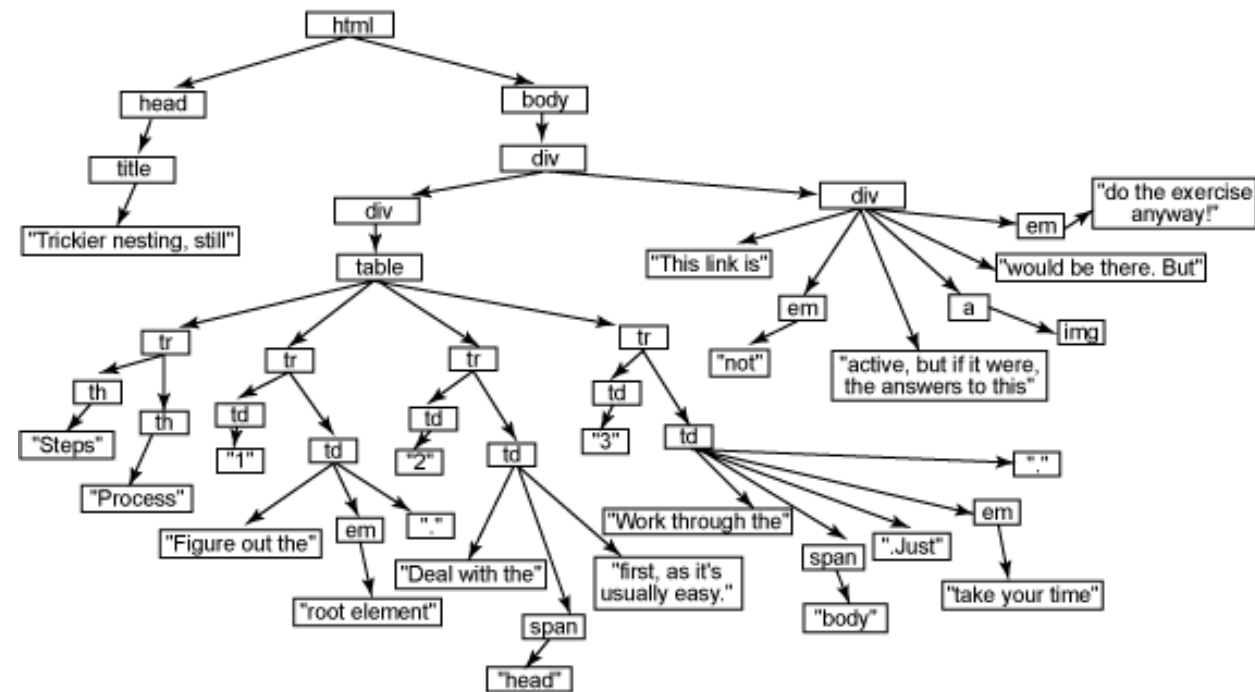 html
head
body
title
div
"Trickier nesting, still"
div
div
em
"do the exercise
anyway!"
table
"This link is"
"would be there. But"
em
a
img
"not"
"active, but if it were,
the answers to this"
tr
tr
tr
tr
th
th
"Steps"
"Process"
td
"1"
td
"Figure out the"
em
"."
"root element"
td
"2"
td
"Deal with the"
span
"first, as it's
usually easy."
"head"
td
"3"
td
"Work through the"
span
".Just"
em
"."
"body"
"take your time"